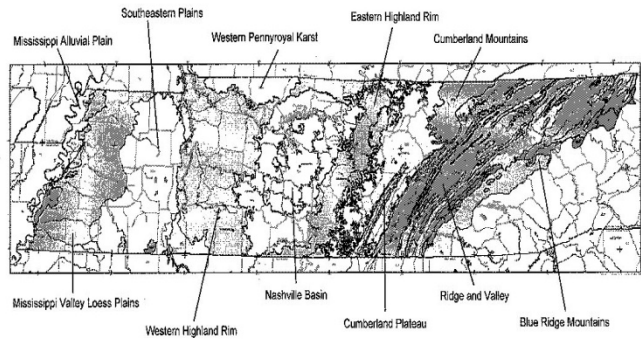 Southeastern Plains
Eastern Highland Rim
Mississippi Alluvial Plain
Western Pennyroyal Karst
Cumberland Mountains
Mississippi Valley Loess Plains
Nashville Basin
Ridge and Valley
Western Highland Rim
Cumberland Plateau
Blue Ridge Mountains